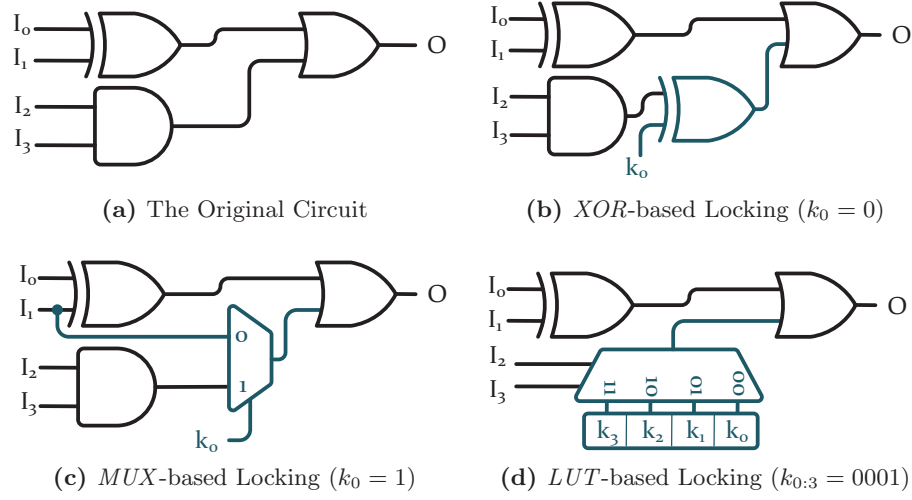 I₀
I₁
O
I₂
I₃
(a) The Original Circuit
I₀
I₁
O
I₂
I₃
k₀
(b) XOR-based Locking (k₀ = 0)
I₀
I₁
O
0
I₂
1
I₃
k₀
(c) MUX-based Locking (k₀ = 1)
I₀
I₁
O
I₂
I₃
11 10 01 00
k₃ k₂ k₁ k₀
(d) LUT-based Locking (k₀:₃ = 0001)